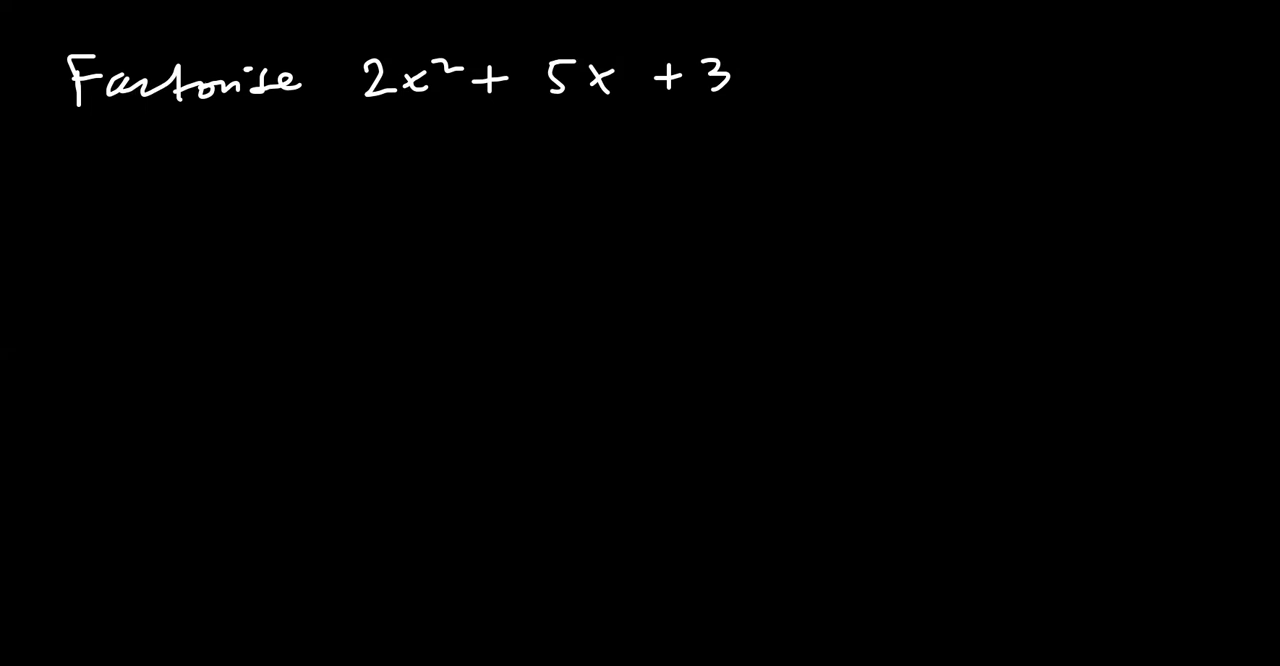 Factorise 2x² + 5x + 3